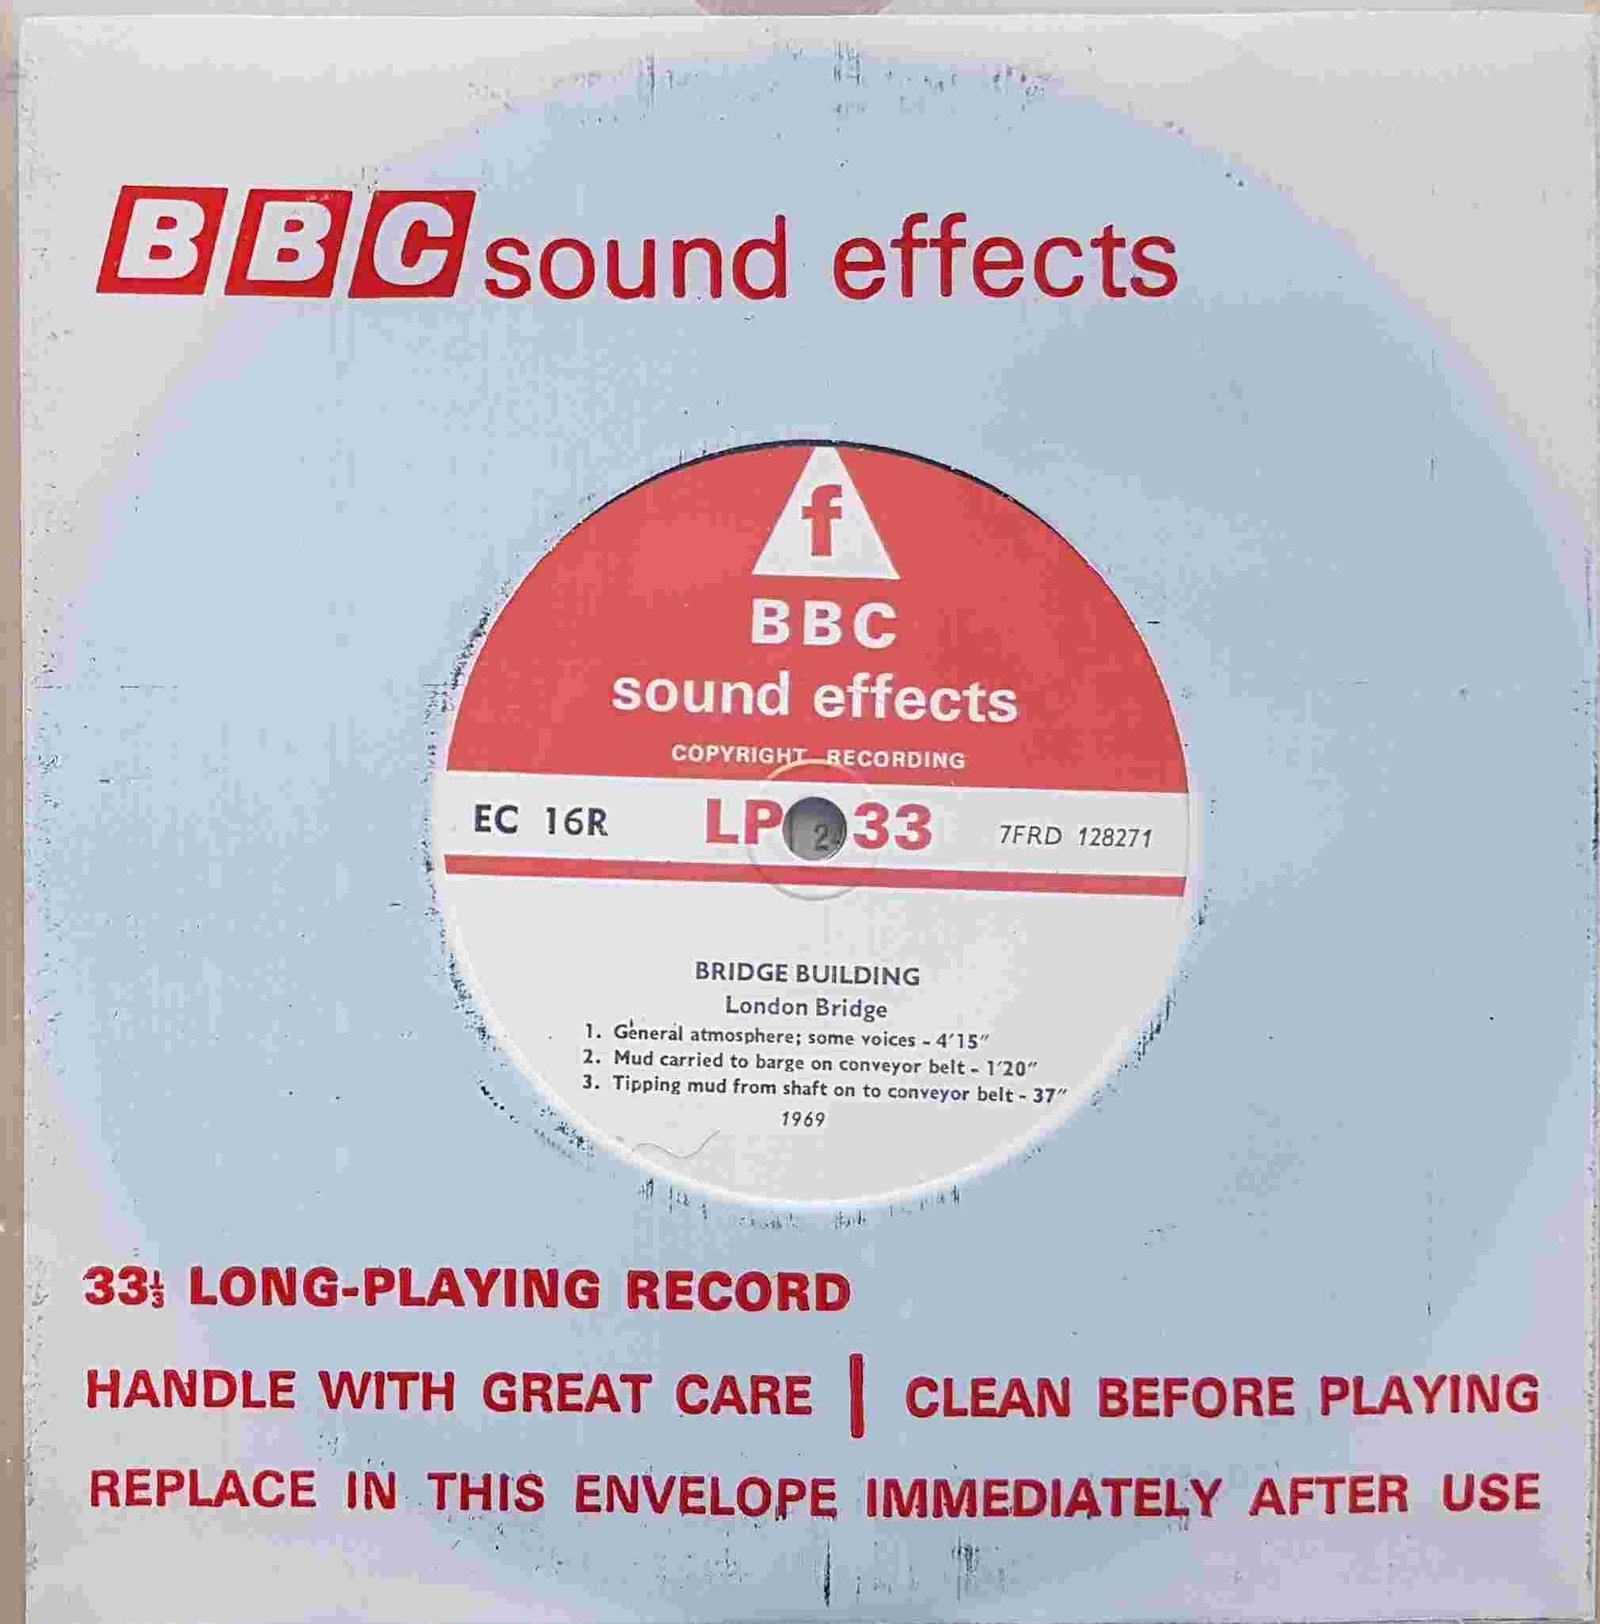 BBC sound effects
f
BBC
sound effects
COPYRIGHT RECORDING
EC 16R LP 33 7FRD 128271
2
BRIDGE BUILDING
London Bridge
1. General atmosphere; some voices - 4'15"
2. Mud carried to barge on conveyor belt - 1'20"
3. Tipping mud from shaft on to conveyor belt - 37"
1969
33⅓ LONG-PLAYING RECORD
HANDLE WITH GREAT CARE | CLEAN BEFORE PLAYING
REPLACE IN THIS ENVELOPE IMMEDIATELY AFTER USE